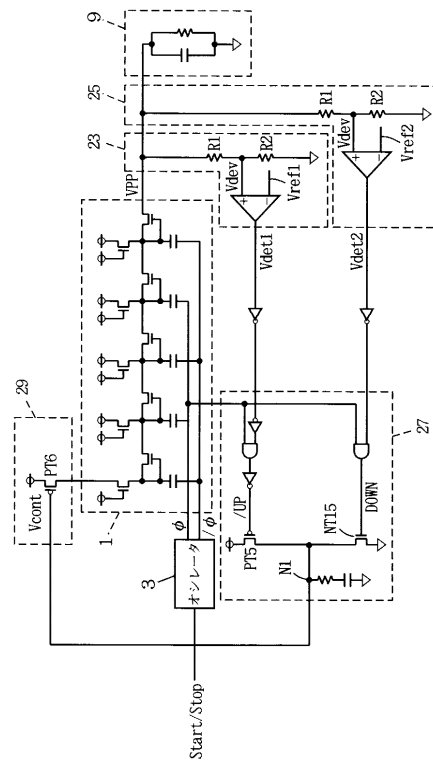 29
Vcont
PT6
1
VPP
23
25
9
R1
R1
Vdev
R2
Vdev
R2
+
−
Vref1
+
−
Vref2
Vdet1
Vdet2
φ
/φ
3
オシレータ
Start/Stop
/UP
PT5
N1
NT15
DOWN
27